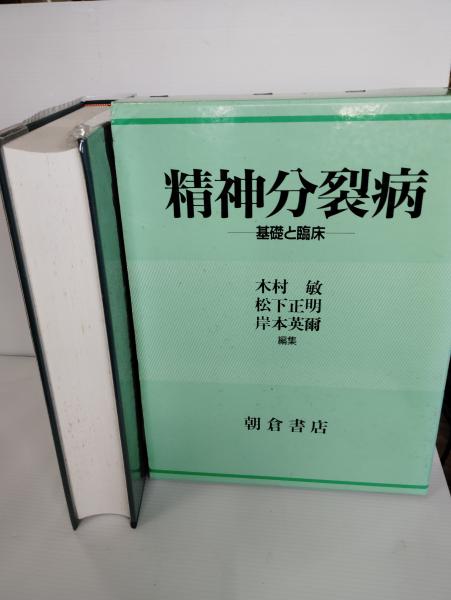 精神分裂病
基礎と臨床
木村 敏
松下正明
岸本英爾
編集
朝倉書店